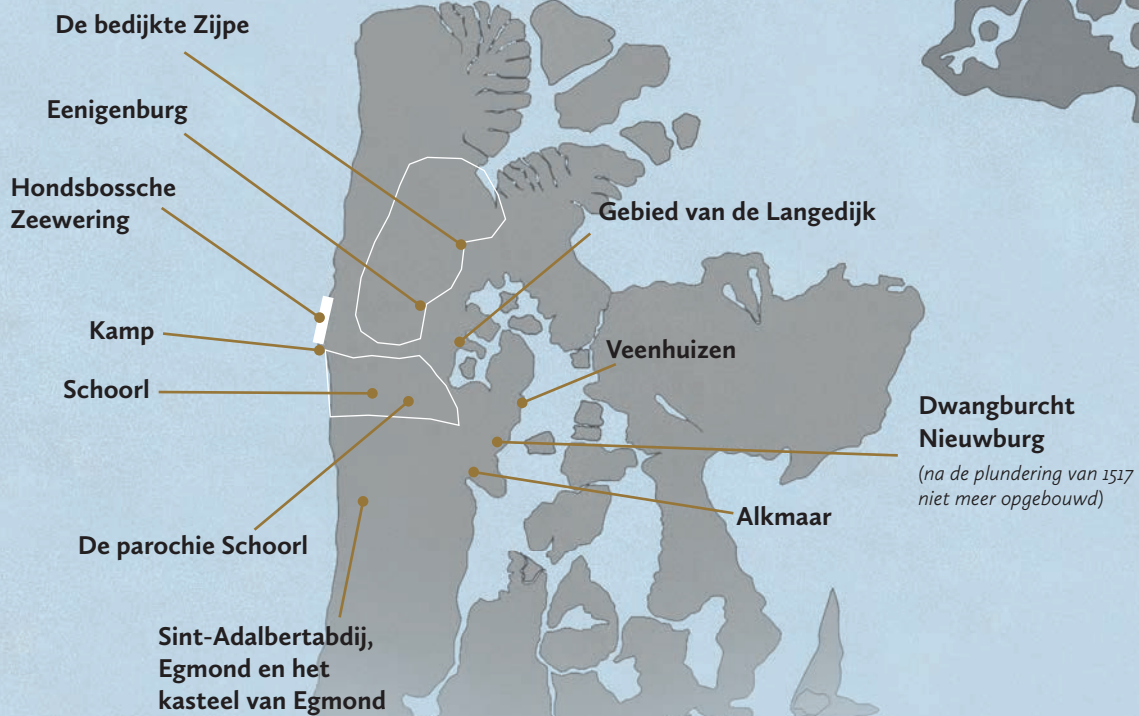 De bedijkte Zijpe
Eenigenburg
Hondsbossche
Zeewering
Gebied van de Langedijk
Kamp
Veenhuizen
Schoorl
Dwangburcht
Nieuwburg
(na de plundering van 1517
niet meer opgebouwd)
Alkmaar
De parochie Schoorl
Sint-Adalbertabdij,
Egmond en het
kasteel van Egmond